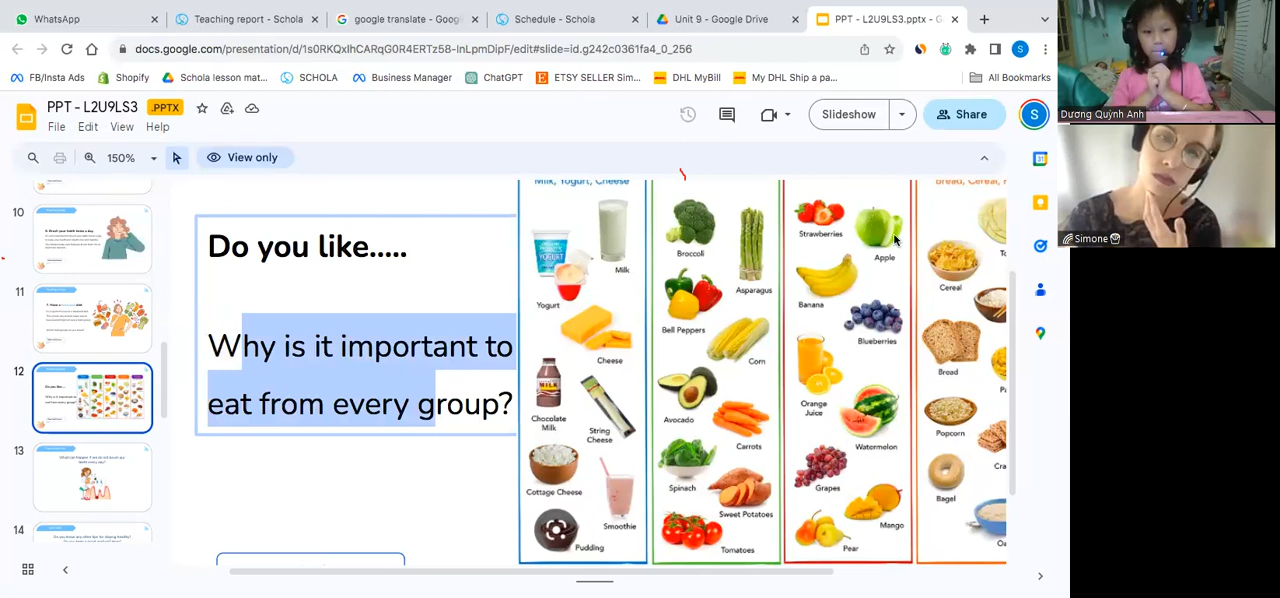 WhatsApp
Teaching report - Schola
google translate - Goog
Schedule - Schola
Unit 9 - Google Drive
PPT - L2U9LS3.pptx - G
docs.google.com/presentation/d/1s0RKQxIhCARqG0R4ERTz58-InLpmDipF/edit#slide=id.g242c0361fa4_0_256
FB/Insta Ads
Shopify
Schola lesson mat...
SCHOLA
Business Manager
ChatGPT
ETSY SELLER Sim...
DHL MyBill
My DHL Ship a pa...
All Bookmarks
PPT - L2U9LS3
.PPTX
File Edit View Help
Slideshow
Share
S
150%
View only
10
11
12
13
14
Do you like.....
Why is it important to
eat from every group?
Milk, Yogurt, Cheese
Milk
Yogurt
Cheese
Chocolate
Milk
String
Cheese
Cottage Cheese
Smoothie
Pudding
Broccoli
Asparagus
Bell Peppers
Corn
Avocado
Carrots
Spinach
Sweet Potatoes
Tomatoes
Strawberries
Apple
Banana
Blueberries
Orange
Juice
Watermelon
Grapes
Mango
Pear
Bread, Cereal,
Cereal
Bread
Popcorn
Bagel
Dương Quỳnh Anh
Simone